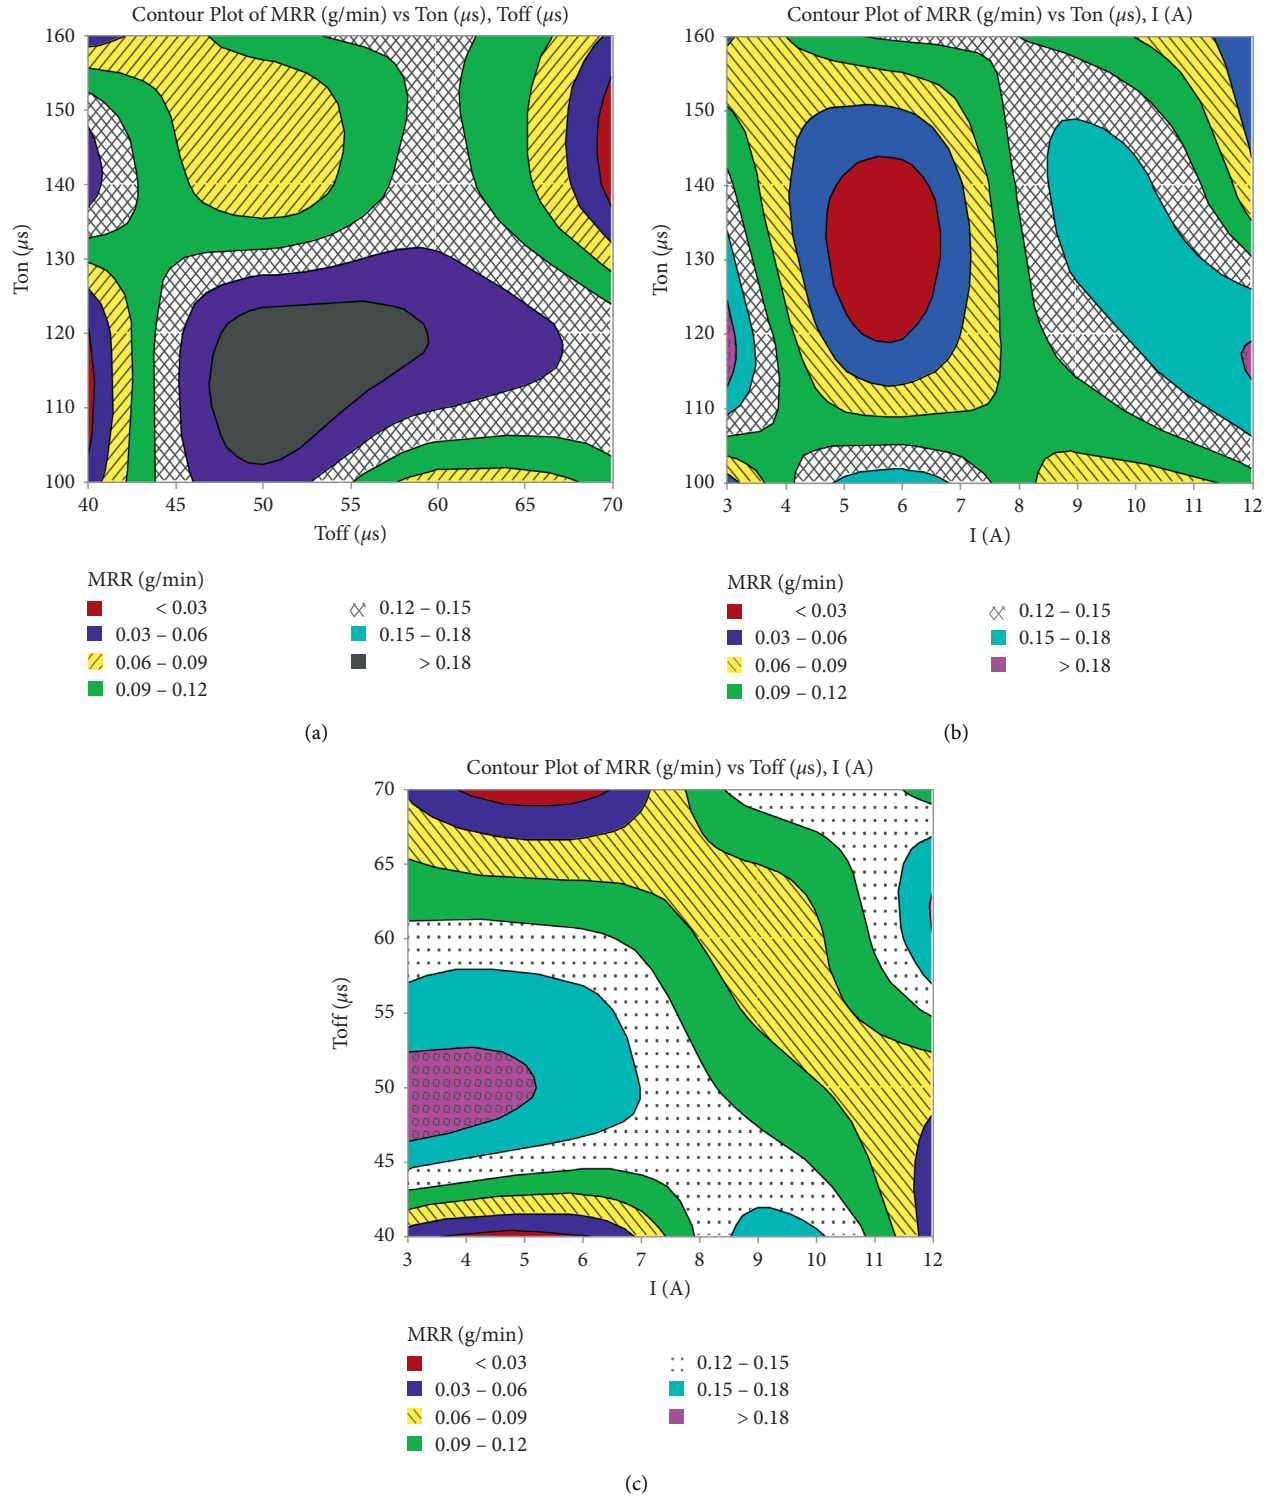 Contour Plot of MRR (g/min) vs Ton (μs), Toff (μs)
160
150
140
130
120
110
100
Ton (μs)
40 45 50 55 60 65 70
Toff (μs)
MRR (g/min)
< 0.03
0.03 – 0.06
0.06 – 0.09
0.09 – 0.12
0.12 – 0.15
0.15 – 0.18
> 0.18
(a)
Contour Plot of MRR (g/min) vs Ton (μs), I (A)
160
150
140
130
120
110
100
Ton (μs)
3 4 5 6 7 8 9 10 11 12
I (A)
MRR (g/min)
< 0.03
0.03 – 0.06
0.06 – 0.09
0.09 – 0.12
0.12 – 0.15
0.15 – 0.18
> 0.18
(b)
Contour Plot of MRR (g/min) vs Toff (μs), I (A)
70
65
60
55
50
45
40
Toff (μs)
3 4 5 6 7 8 9 10 11 12
I (A)
MRR (g/min)
< 0.03
0.03 – 0.06
0.06 – 0.09
0.09 – 0.12
0.12 – 0.15
0.15 – 0.18
> 0.18
(c)